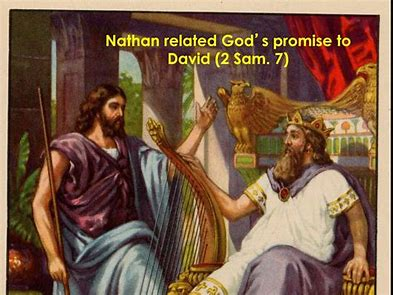 Nathan related God's promise to
David (2 Sam. 7)